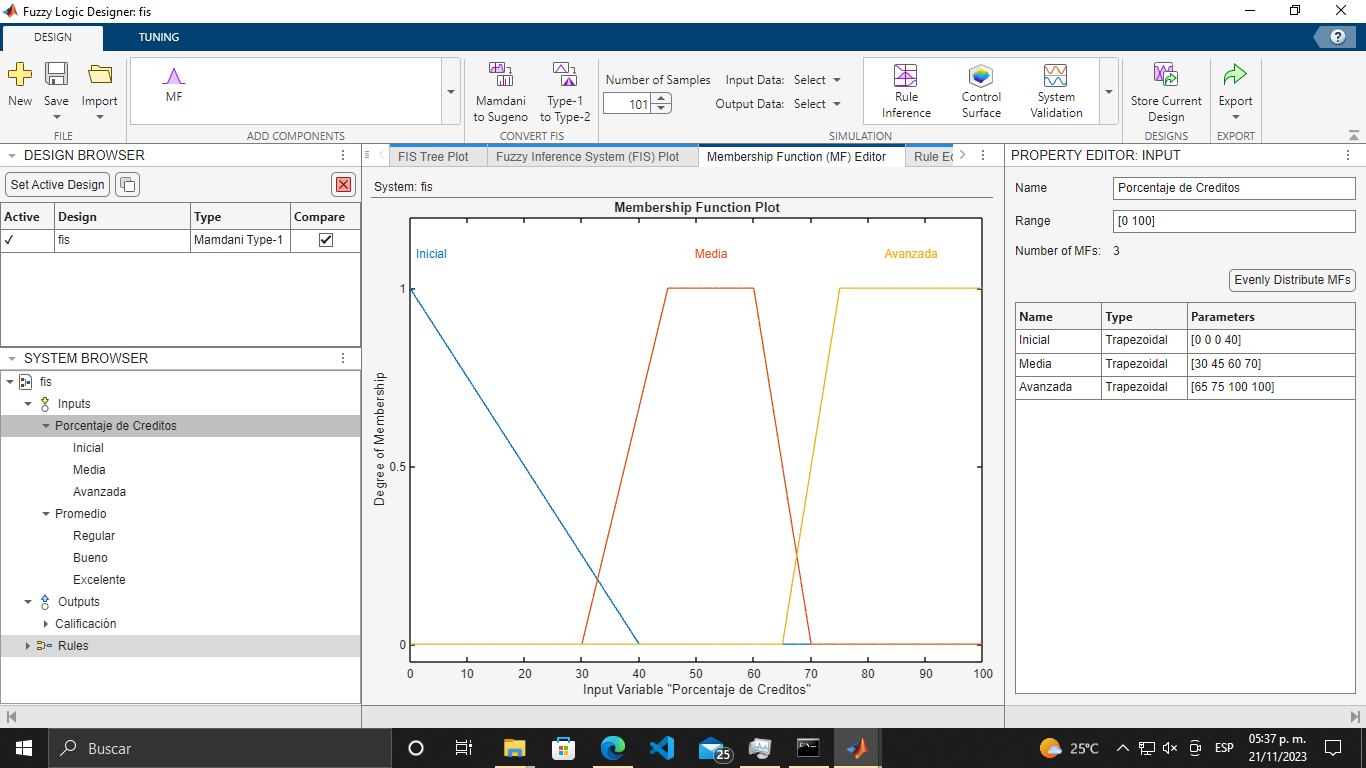 Fuzzy Logic Designer: fis
DESIGN TUNING
New Save Import
FILE
MF
ADD COMPONENTS
Mamdani to Sugeno
Type-1 to Type-2
CONVERT FIS
Number of Samples
101
Input Data: Select
Output Data: Select
Rule Inference
Control Surface
System Validation
SIMULATION
Store Current Design
DESIGNS
Export
EXPORT
DESIGN BROWSER
Set Active Design
Active Design Type Compare
✓ fis Mamdani Type-1
SYSTEM BROWSER
fis
Inputs
Porcentaje de Creditos
Inicial
Media
Avanzada
Promedio
Regular
Bueno
Excelente
Outputs
Calificación
Rules
FIS Tree Plot Fuzzy Inference System (FIS) Plot Membership Function (MF) Editor Rule Ec
System: fis
Membership Function Plot
Inicial Media Avanzada
1
0.5
0
Degree of Membership
0 10 20 30 40 50 60 70 80 90 100
Input Variable "Porcentaje de Creditos"
PROPERTY EDITOR: INPUT
Name Porcentaje de Creditos
Range [0 100]
Number of MFs: 3
Evenly Distribute MFs
Name Type Parameters
Inicial Trapezoidal [0 0 0 40]
Media Trapezoidal [30 45 60 70]
Avanzada Trapezoidal [65 75 100 100]
Buscar
25
25°C
ESP
05:37 p. m.
21/11/2023